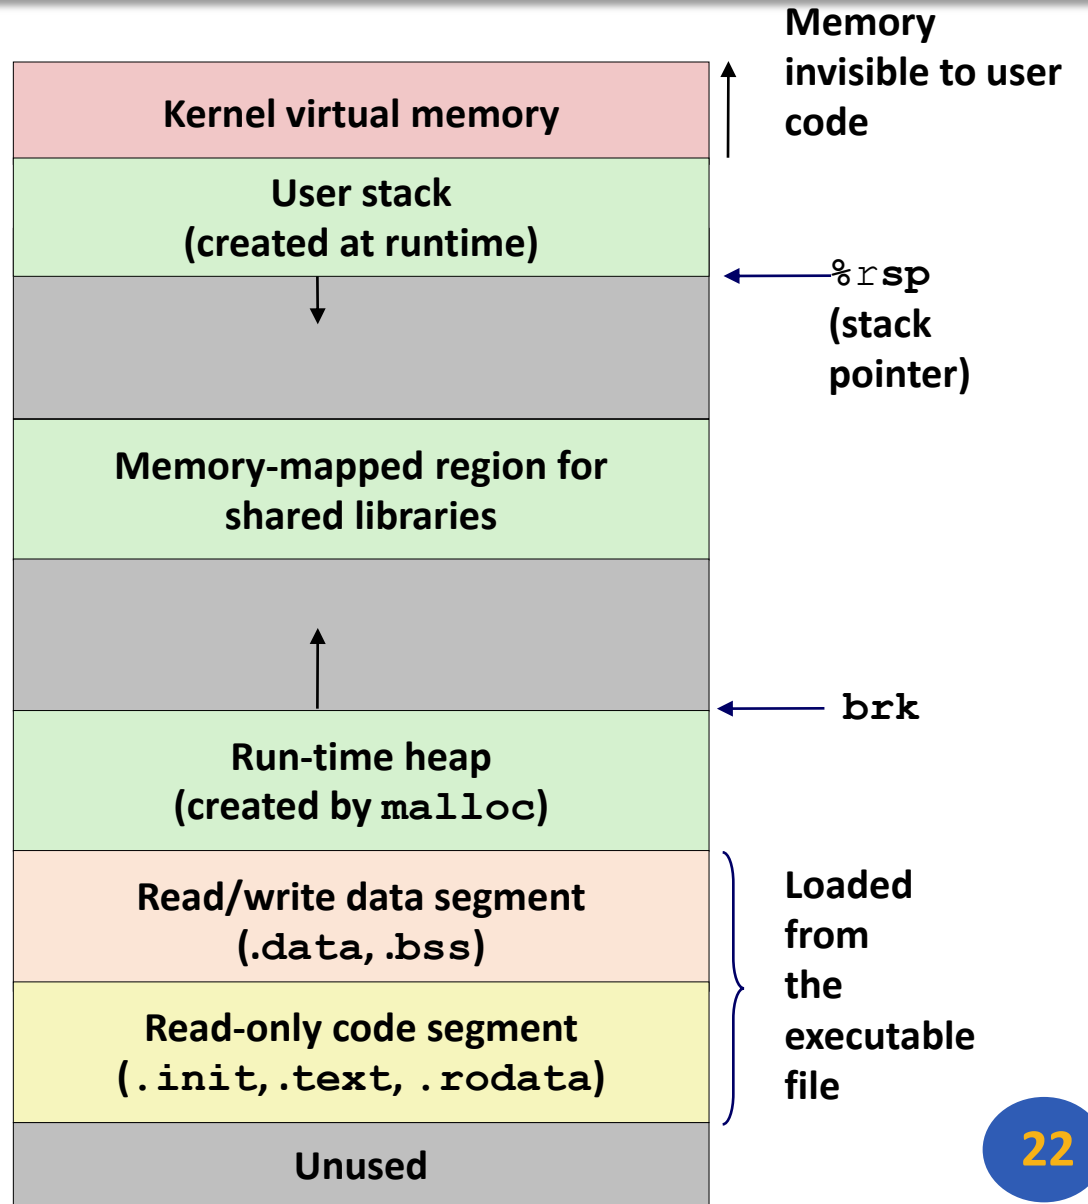 Memory
invisible to user
code
Kernel virtual memory
User stack
(created at runtime)
%rsp
(stack
pointer)
Memory-mapped region for
shared libraries
brk
Run-time heap
(created by malloc)
Read/write data segment
(.data, .bss)
Loaded
from
the
executable
file
Read-only code segment
(.init, .text, .rodata)
Unused
22